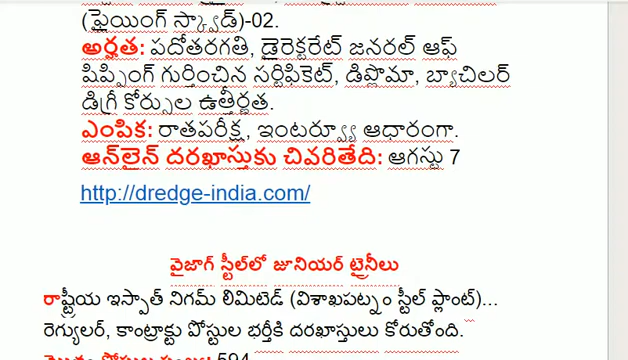 (ఫ్లైయింగ్ స్క్వాడ్)-02.
అర్హత: పదోతరగతి, డైరెక్టరేట్ జనరల్ ఆఫ్
షిప్పింగ్ గుర్తించిన సర్టిఫికెట్, డిప్లొమా, బ్యాచిలర్
డిగ్రీ కోర్సుల ఉత్తీర్ణత.
ఎంపిక: రాతపరీక్ష, ఇంటర్వ్యూ ఆధారంగా.
ఆన్‌లైన్ దరఖాస్తుకు చివరితేది: ఆగస్టు 7
http://dredge-india.com/
వైజాగ్ స్టీల్‌లో జూనియర్ ట్రైనీలు
రాష్ట్రీయ ఇస్పాత్ నిగమ్ లిమిటెడ్ (విశాఖపట్నం స్టీల్ ప్లాంట్)...
రెగ్యులర్, కాంట్రాక్టు పోస్టుల భర్తీకి దరఖాస్తులు కోరుతోంది.
మొత్తం పోస్టుల సంఖ్య: 594